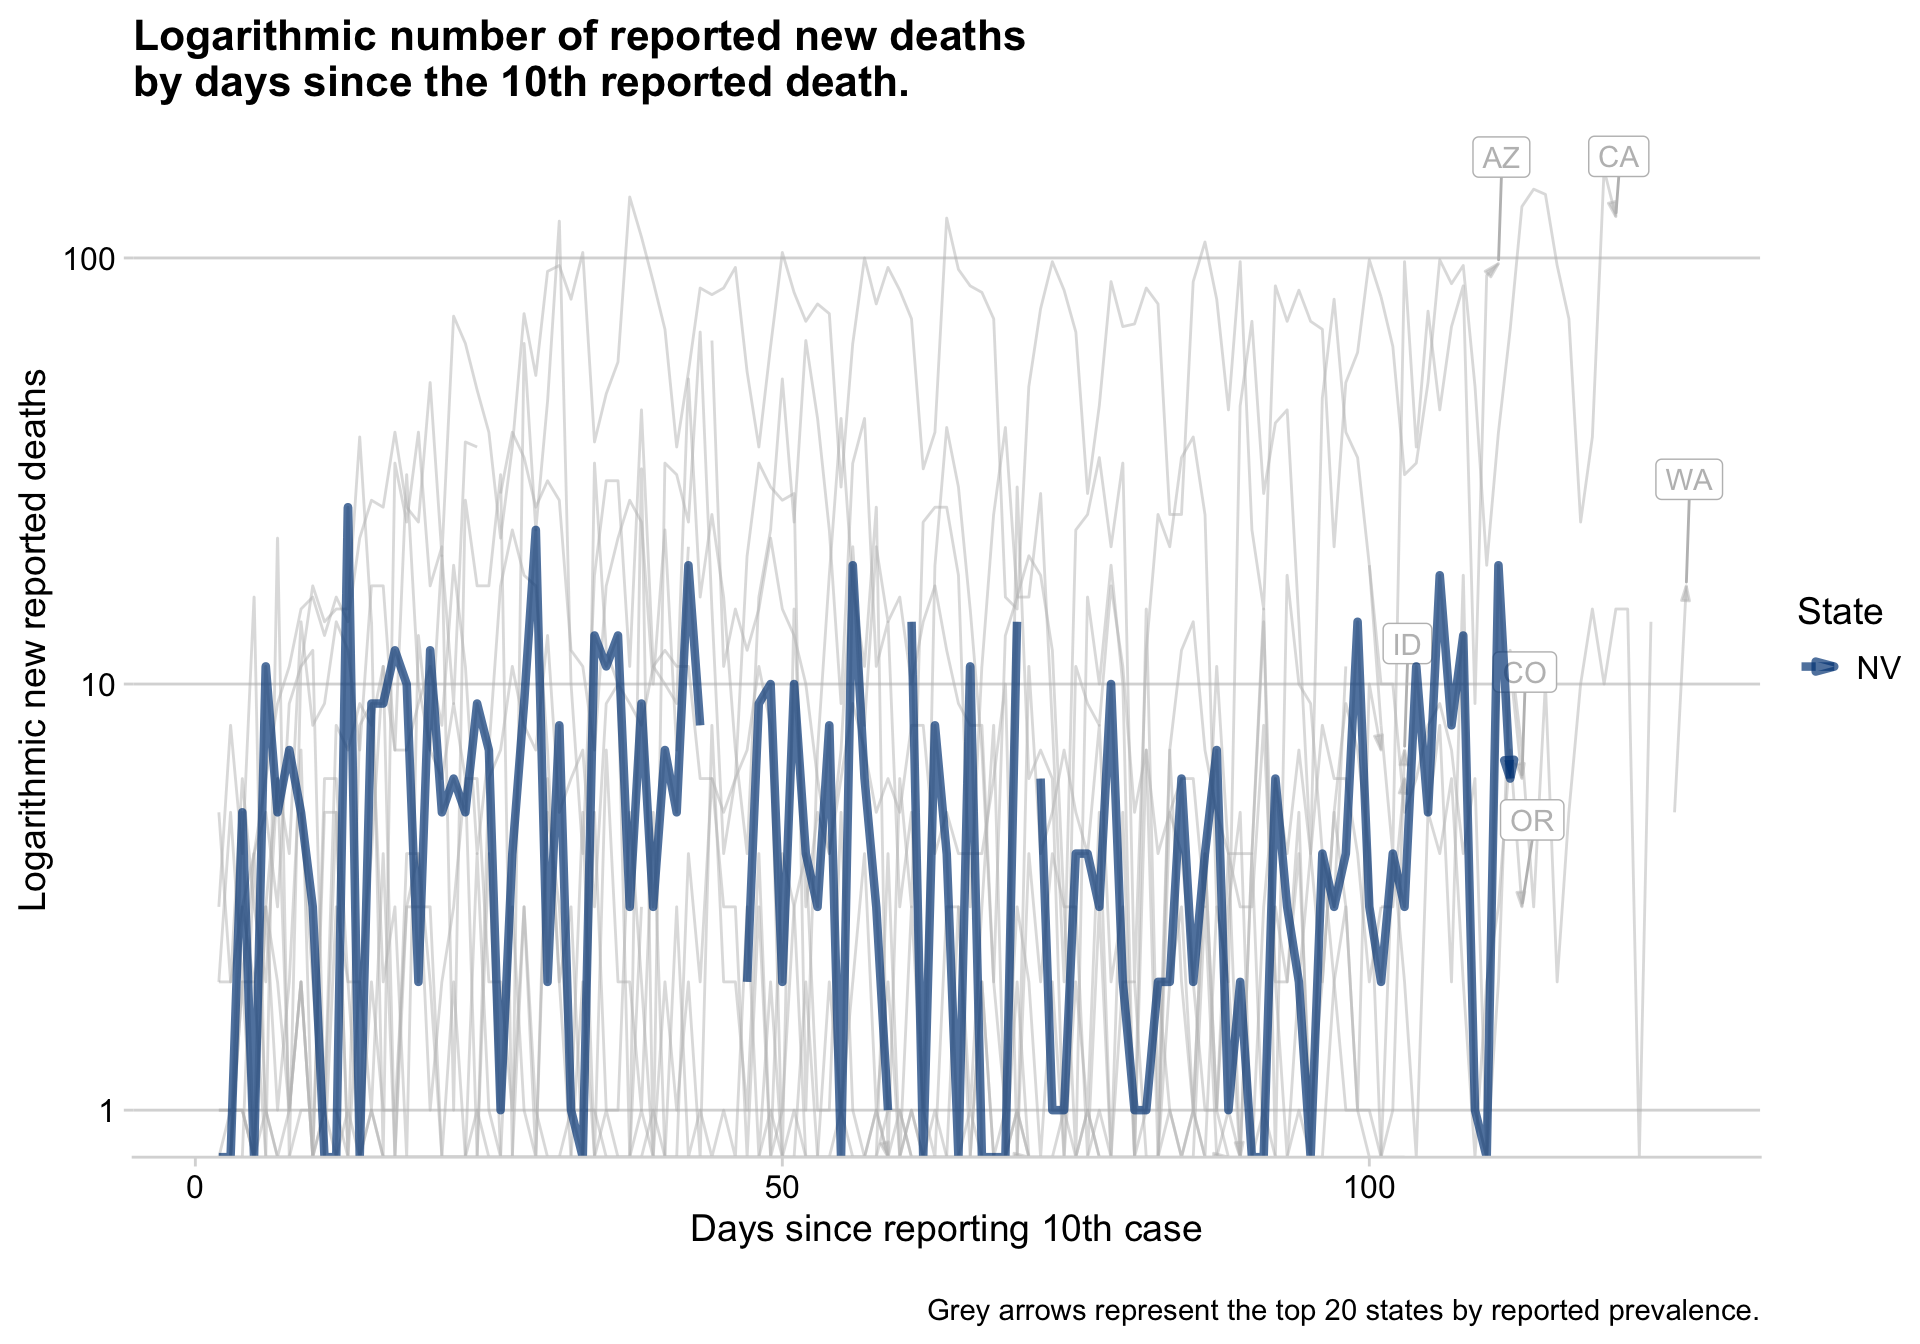 Logarithmic number of reported new deaths
by days since the 10th reported death.
AZ
CA
100
WA
Logarithmic new reported deaths
State
NV
ID
CO
10
OR
1
0
50
100
Days since reporting 10th case
Grey arrows represent the top 20 states by reported prevalence.